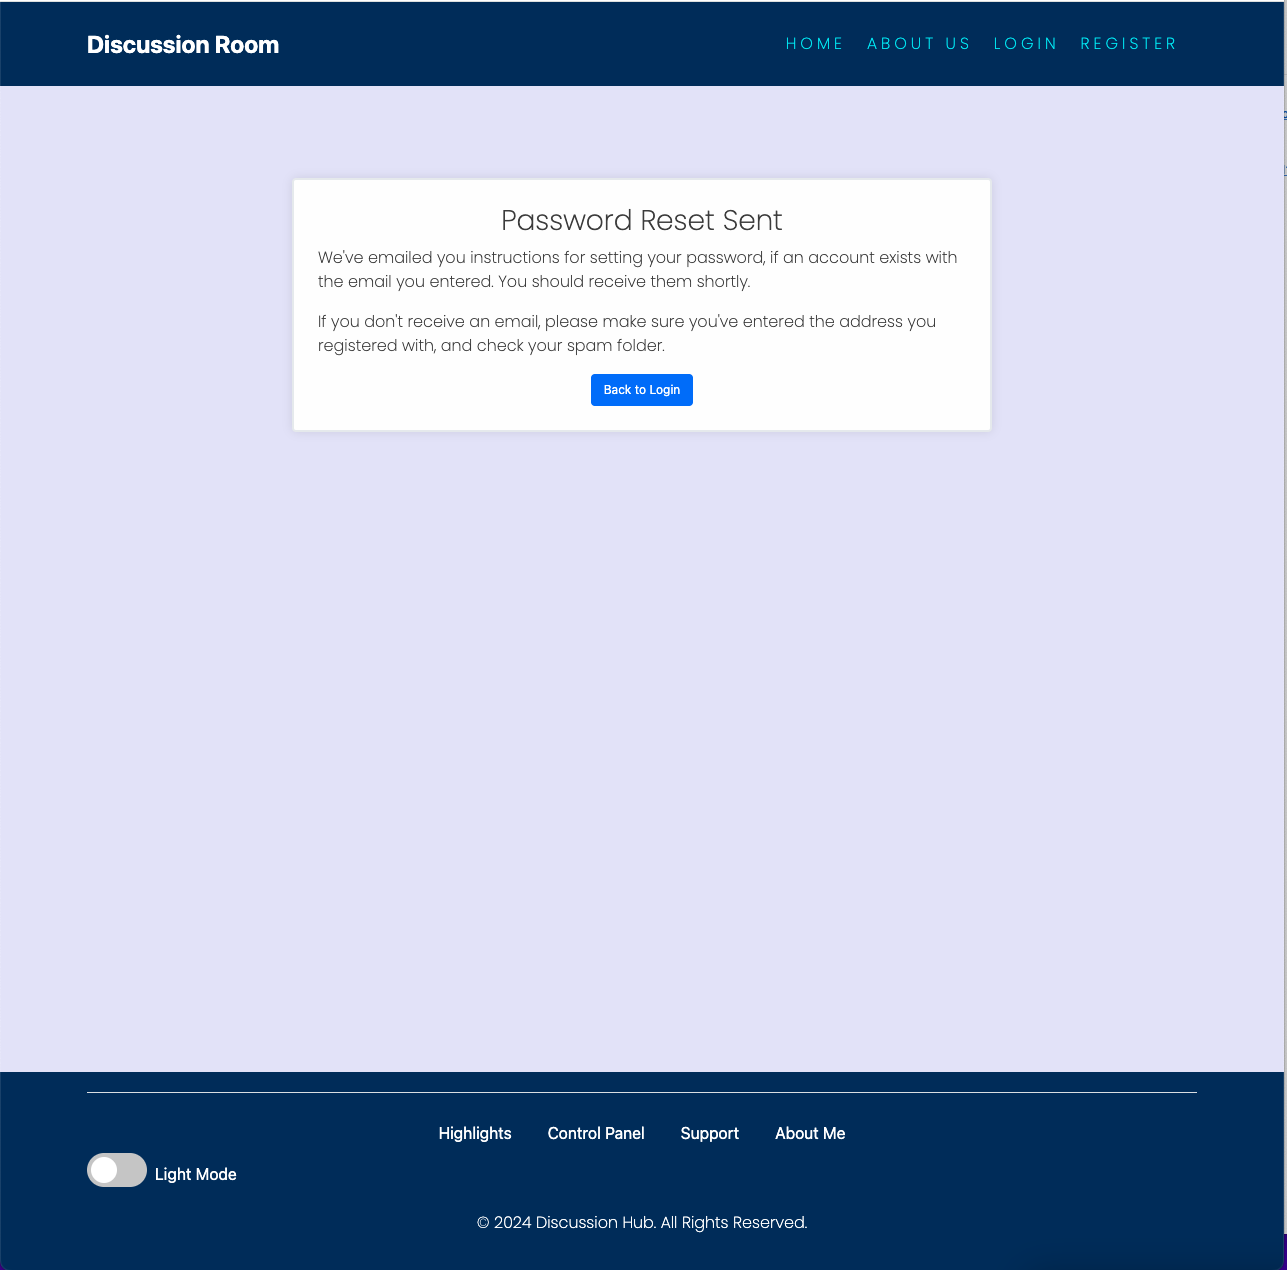 Discussion Room
HOME ABOUT US LOGIN REGISTER
Password Reset Sent
We've emailed you instructions for setting your password, if an account exists with
the email you entered. You should receive them shortly.
If you don't receive an email, please make sure you've entered the address you
registered with, and check your spam folder.
Back to Login
Highlights Control Panel Support About Me
Light Mode
© 2024 Discussion Hub. All Rights Reserved.